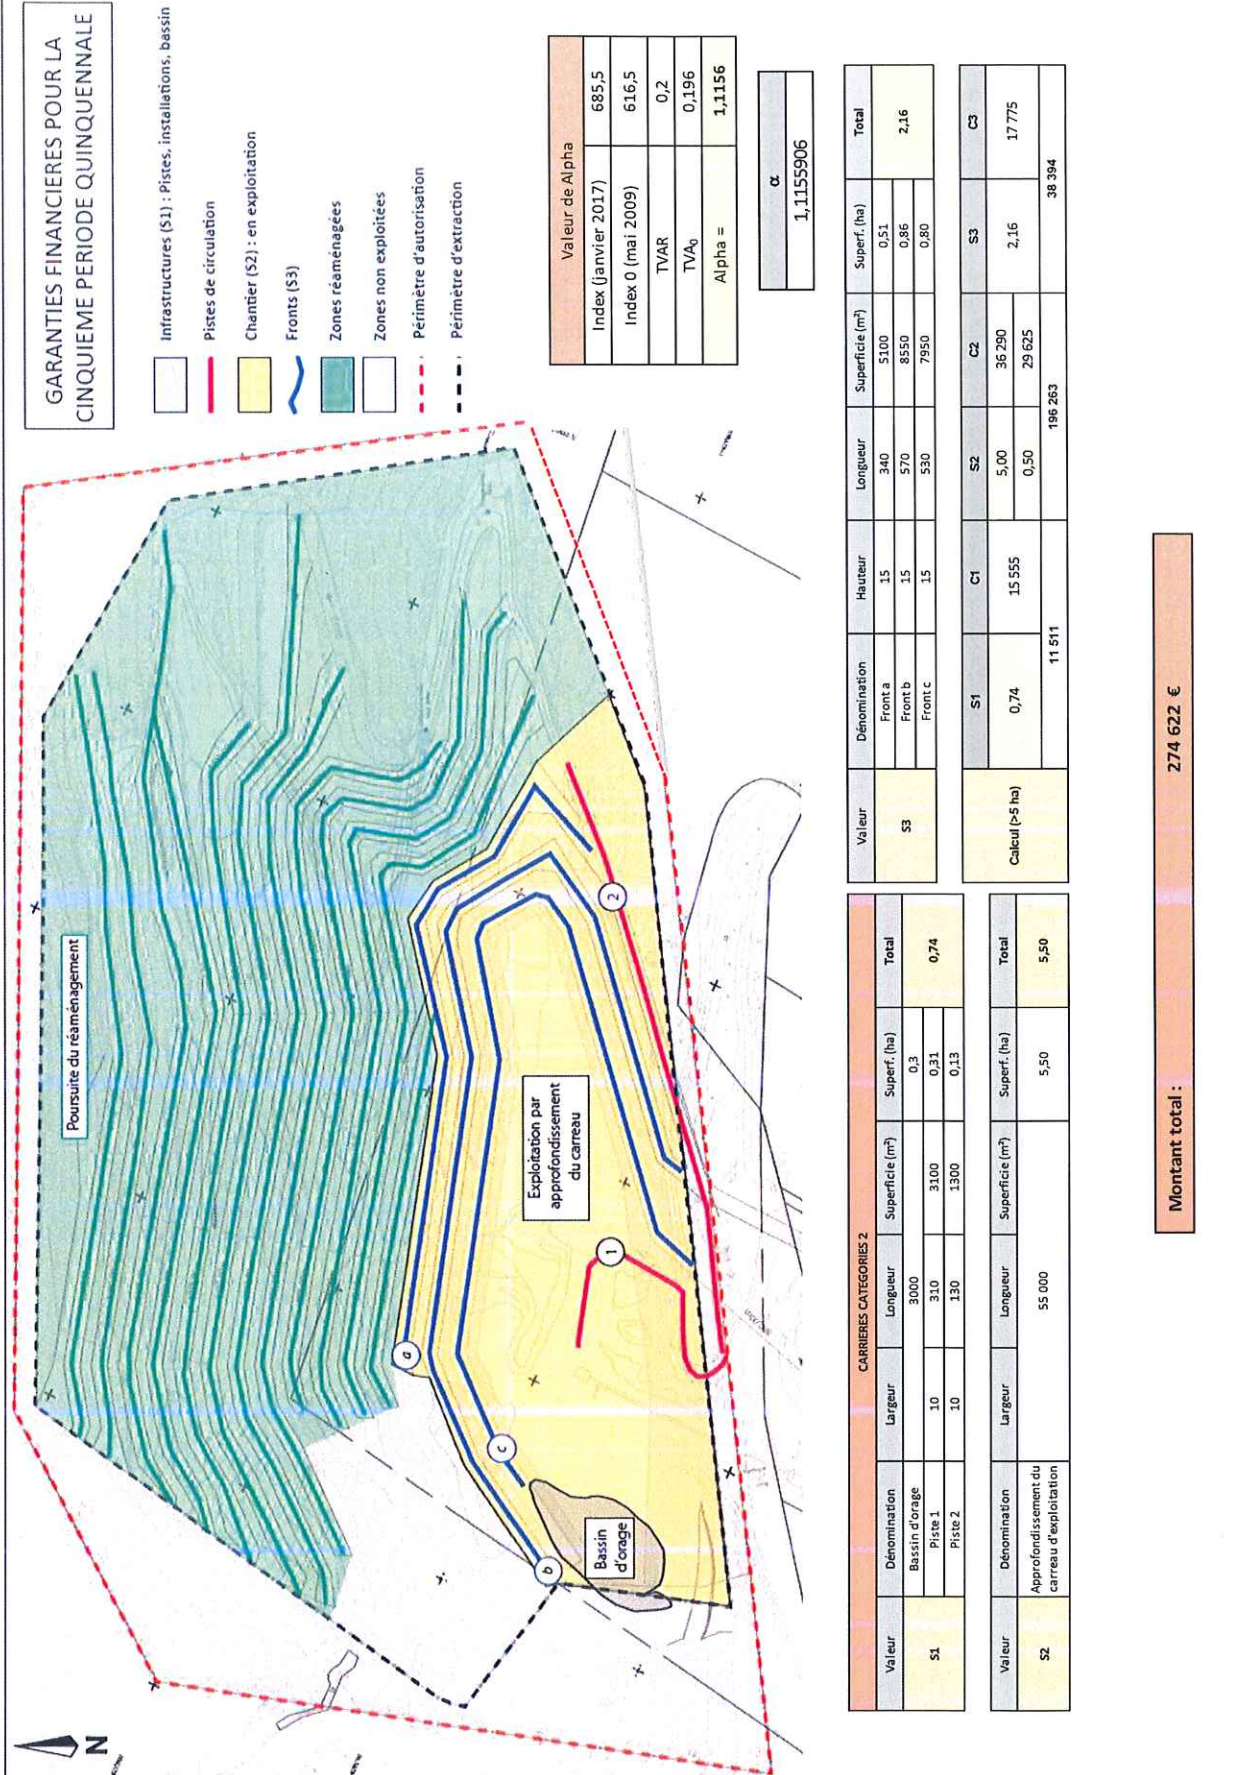 GARANTIES FINANCIERES POUR LA
CINQUIEME PERIODE QUINQUENNALE
Infrastructures (S1) : Pistes, installations, bassin
Pistes de circulation
Chantier (S2) : en exploitation
Fronts (S3)
Zones réaménagées
Zones non exploitées
Périmètre d'autorisation
Périmètre d'extraction
N
Poursuite du réaménagement
Exploitation par
approfondissement
du carreau
Bassin
d'orage
a
b
c
1
2
Valeur de Alpha
Index (janvier 2017) 685,5
Index 0 (mai 2009) 616,5
TVAR 0,2
TVA0 0,196
Alpha = 1,1156
α
1,1155906
CARRIERES CATEGORIES 2
Valeur Dénomination Largeur Longueur Superficie (m²) Superf. (ha) Total
S1 Bassin d'orage 3000 0,3 0,74
Piste 1 10 310 3100 0,31
Piste 2 10 130 1300 0,13
Valeur Dénomination Largeur Longueur Superficie (m²) Superf. (ha) Total
S2 Approfondissement du
carreau d'exploitation 55 000 5,50 5,50
Valeur Dénomination Hauteur Longueur Superficie (m²) Superf. (ha) Total
S3 Front a 15 340 5100 0,51 2,16
Front b 15 570 8550 0,86
Front c 15 530 7950 0,80
Calcul (>5 ha) S1 C1 S2 C2 S3 C3
0,74 15 555 5,00 36 290 2,16 17 775
0,50 29 625
11 511 196 263 38 394
Montant total : 274 622 €